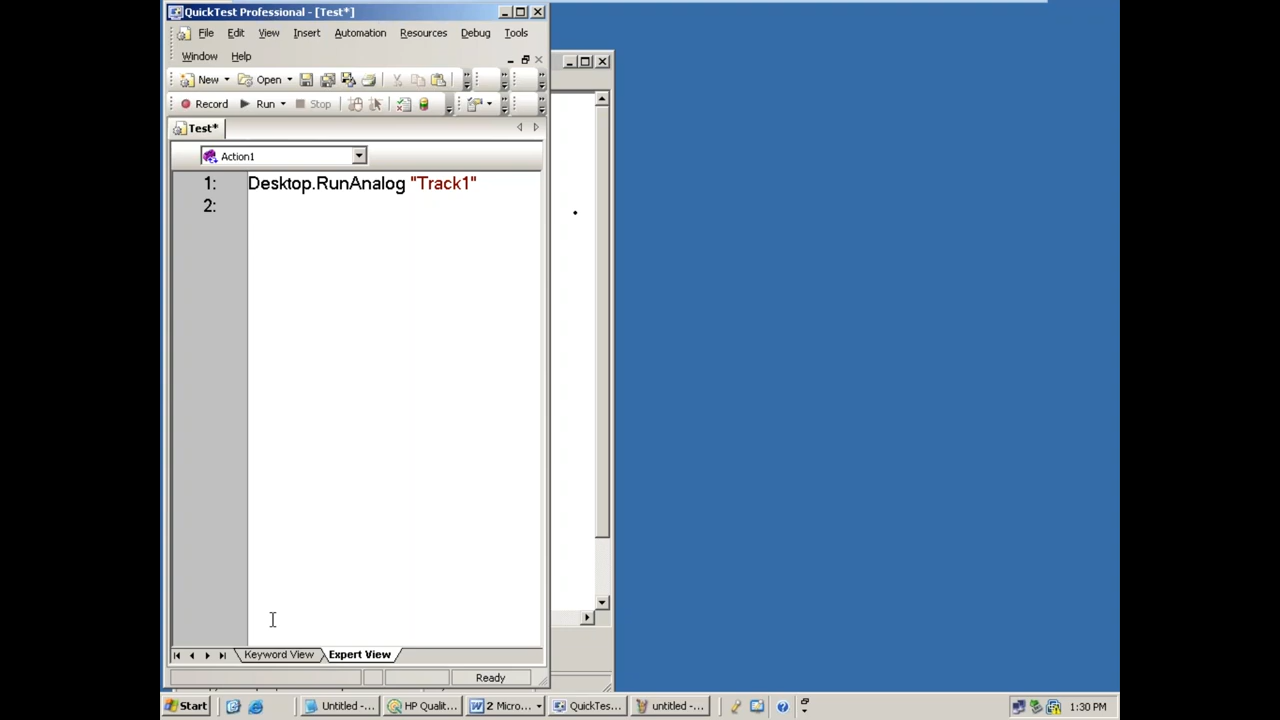 QuickTest Professional - [Test*]
File Edit View Insert Automation Resources Debug Tools
Window Help
New Open
Record Run Stop
Test*
Action1
1: Desktop.RunAnalog "Track1"
2:
Keyword View Expert View
Ready
Start Untitled -... HP Qualit... 2 Micro... QuickTes... untitled -... 1:30 PM